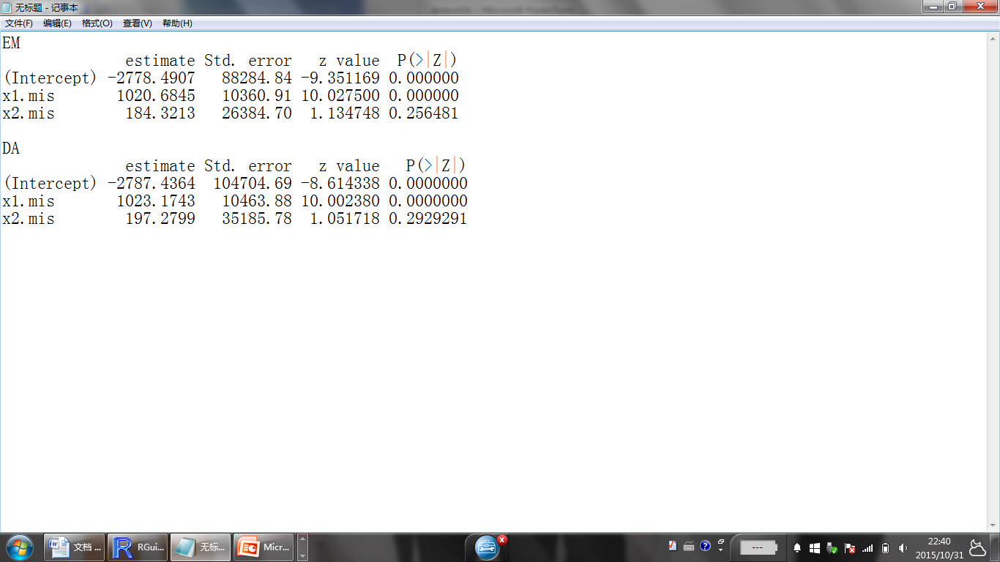 无标题 - 记事本
文件(F) 编辑(E) 格式(O) 查看(V) 帮助(H)
EM
estimate Std. error z value P(>|Z|)
(Intercept) -2778.4907 88284.84 -9.351169 0.000000
x1.mis 1020.6845 10360.91 10.027500 0.000000
x2.mis 184.3213 26384.70 1.134748 0.256481
DA
estimate Std. error z value P(>|Z|)
(Intercept) -2787.4364 104704.69 -8.614338 0.0000000
x1.mis 1023.1743 10463.88 10.002380 0.0000000
x2.mis 197.2799 35185.78 1.051718 0.2929291
文档 ... RGui... 无标... Micr... --- 22:40
2015/10/31